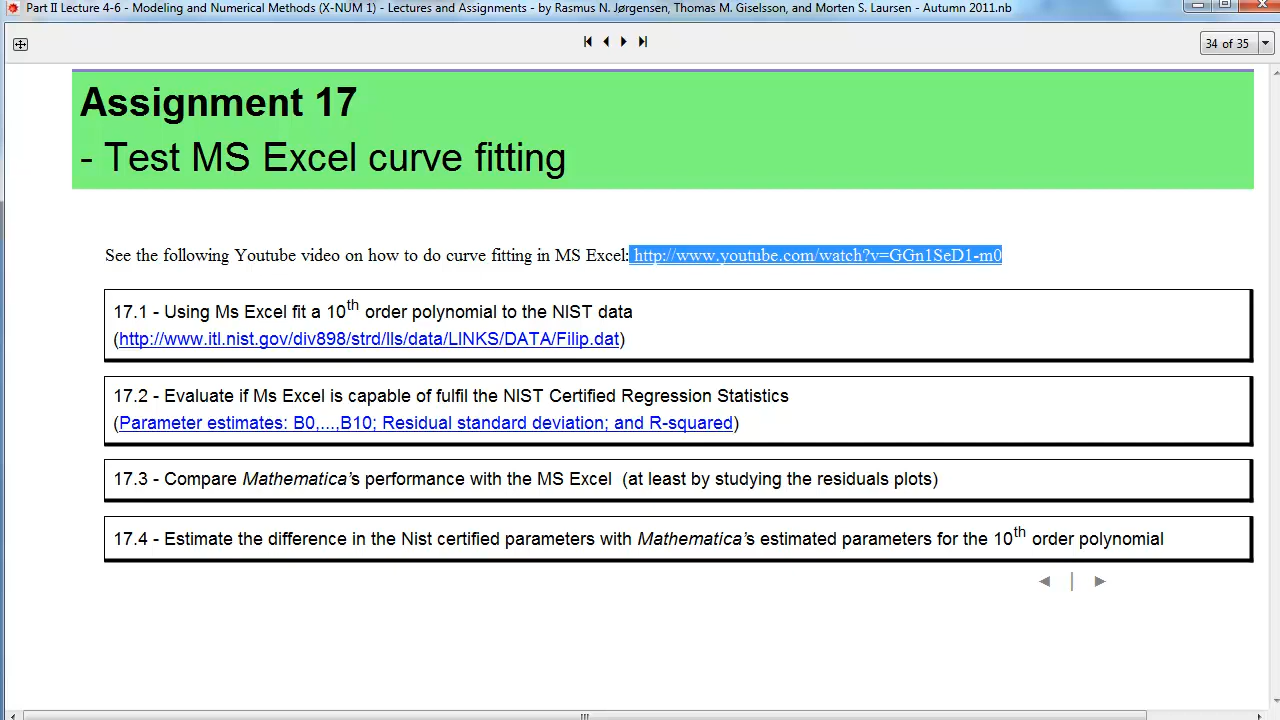 Part II Lecture 4-6 - Modeling and Numerical Methods (X-NUM 1) - Lectures and Assignments - by Rasmus N. Jørgensen, Thomas M. Giselsson, and Morten S. Laursen - Autumn 2011.nb
34 of 35
Assignment 17
- Test MS Excel curve fitting
See the following Youtube video on how to do curve fitting in MS Excel: http://www.youtube.com/watch?v=GGn1SeD1-m0
17.1 - Using Ms Excel fit a 10th order polynomial to the NIST data
(http://www.itl.nist.gov/div898/strd/lls/data/LINKS/DATA/Filip.dat)
17.2 - Evaluate if Ms Excel is capable of fulfil the NIST Certified Regression Statistics
(Parameter estimates: B0,...,B10; Residual standard deviation; and R-squared)
17.3 - Compare Mathematica's performance with the MS Excel  (at least by studying the residuals plots)
17.4 - Estimate the difference in the Nist certified parameters with Mathematica's estimated parameters for the 10th order polynomial